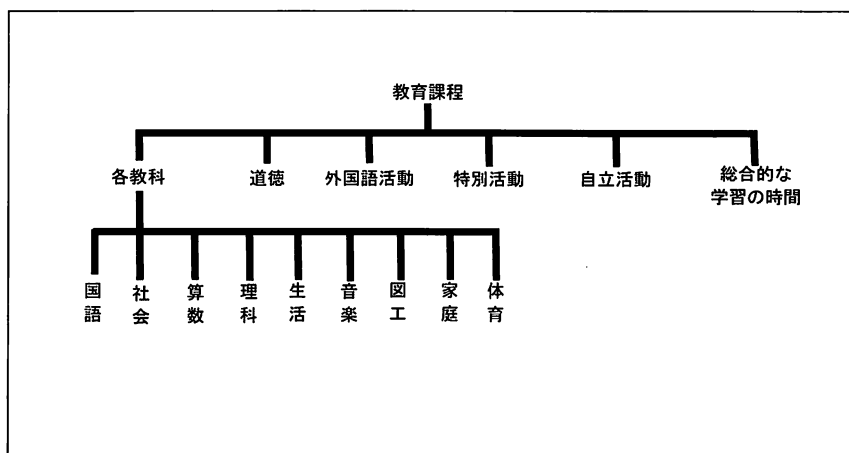 教育課程
各教科
道徳
外国語活動
特別活動
自立活動
総合的な
学習の時間
国語
社会
算数
理科
生活
音楽
図工
家庭
体育